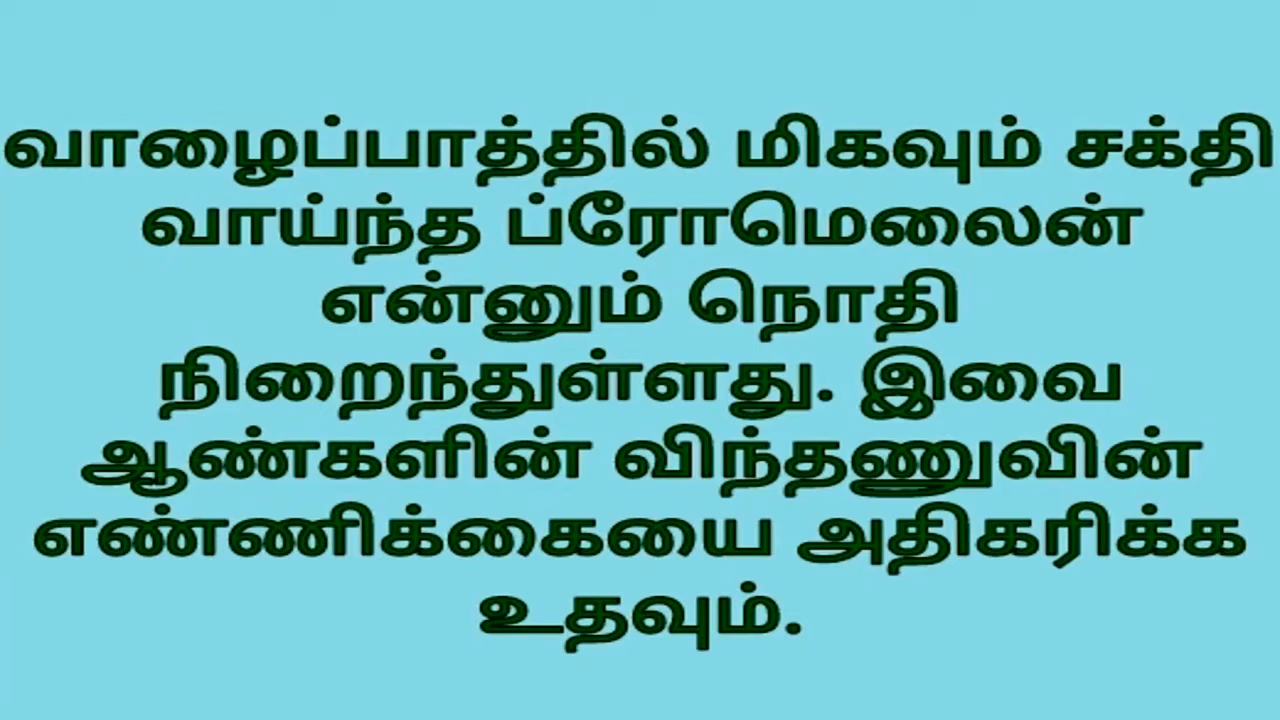 வாழைப்பாத்தில் மிகவும் சக்தி
வாய்ந்த ப்ரோமெலைன்
என்னும் நொதி
நிறைந்துள்ளது. இவை
ஆண்களின் விந்தணுவின்
எண்ணிக்கையை அதிகரிக்க
உதவும்.